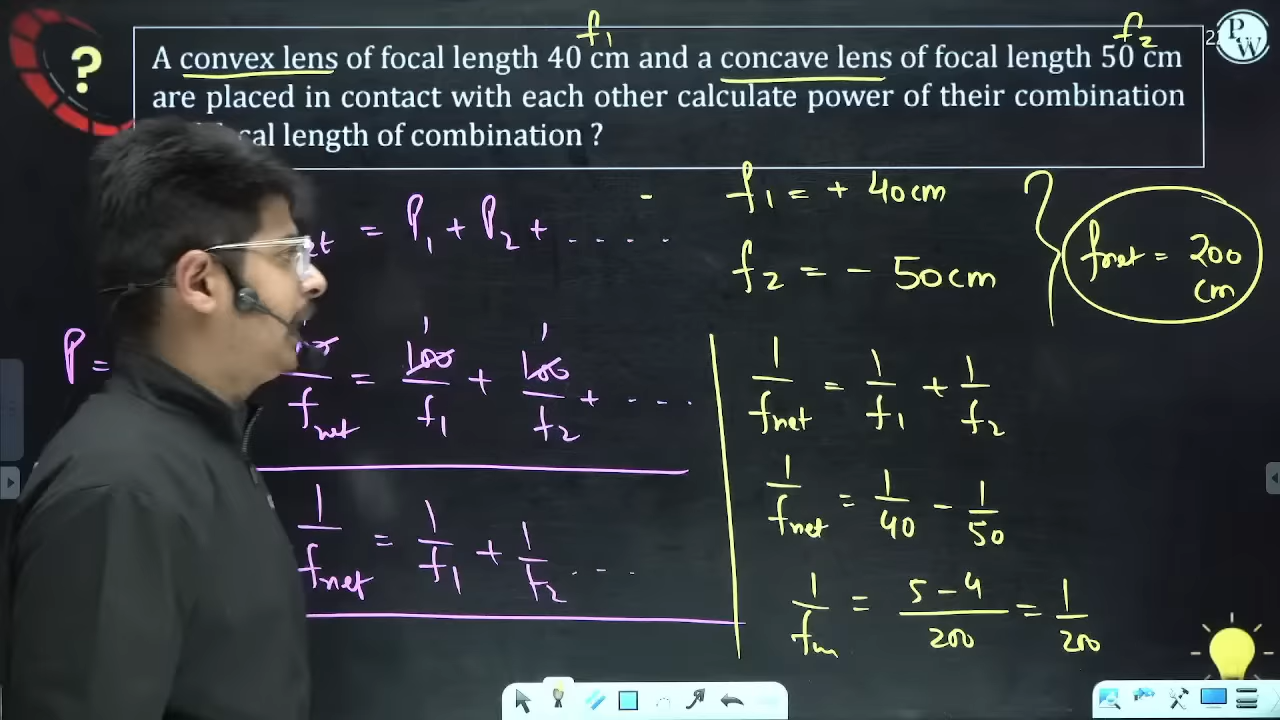 f₁ f₂
A convex lens of focal length 40 cm and a concave lens of focal length 50 cm
are placed in contact with each other calculate power of their combination
length of combination ?
PW
?
= P₁ + P₂ + .....
P =
f₁ = + 40cm
f₂ = - 50cm
fnet = 200 cm
/fnet = 100/f₁ + 100/f₂ + ....
1/fnet = 1/f₁ + 1/f₂ ...
1/fnet = 1/f₁ + 1/f₂
1/fnet = 1/40 - 1/50
= 5-4/200 = 1/200